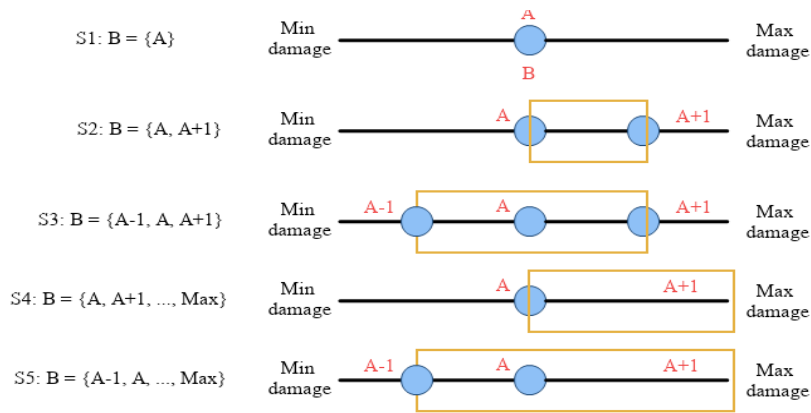 S1: B = {A}
Min
damage
A
B
Max
damage
S2: B = {A, A+1}
Min
damage
A
A+1
Max
damage
S3: B = {A-1, A, A+1}
Min
damage
A-1
A
A+1
Max
damage
S4: B = {A, A+1, ..., Max}
Min
damage
A
A+1
Max
damage
S5: B = {A-1, A, ..., Max}
Min
damage
A-1
A
A+1
Max
damage